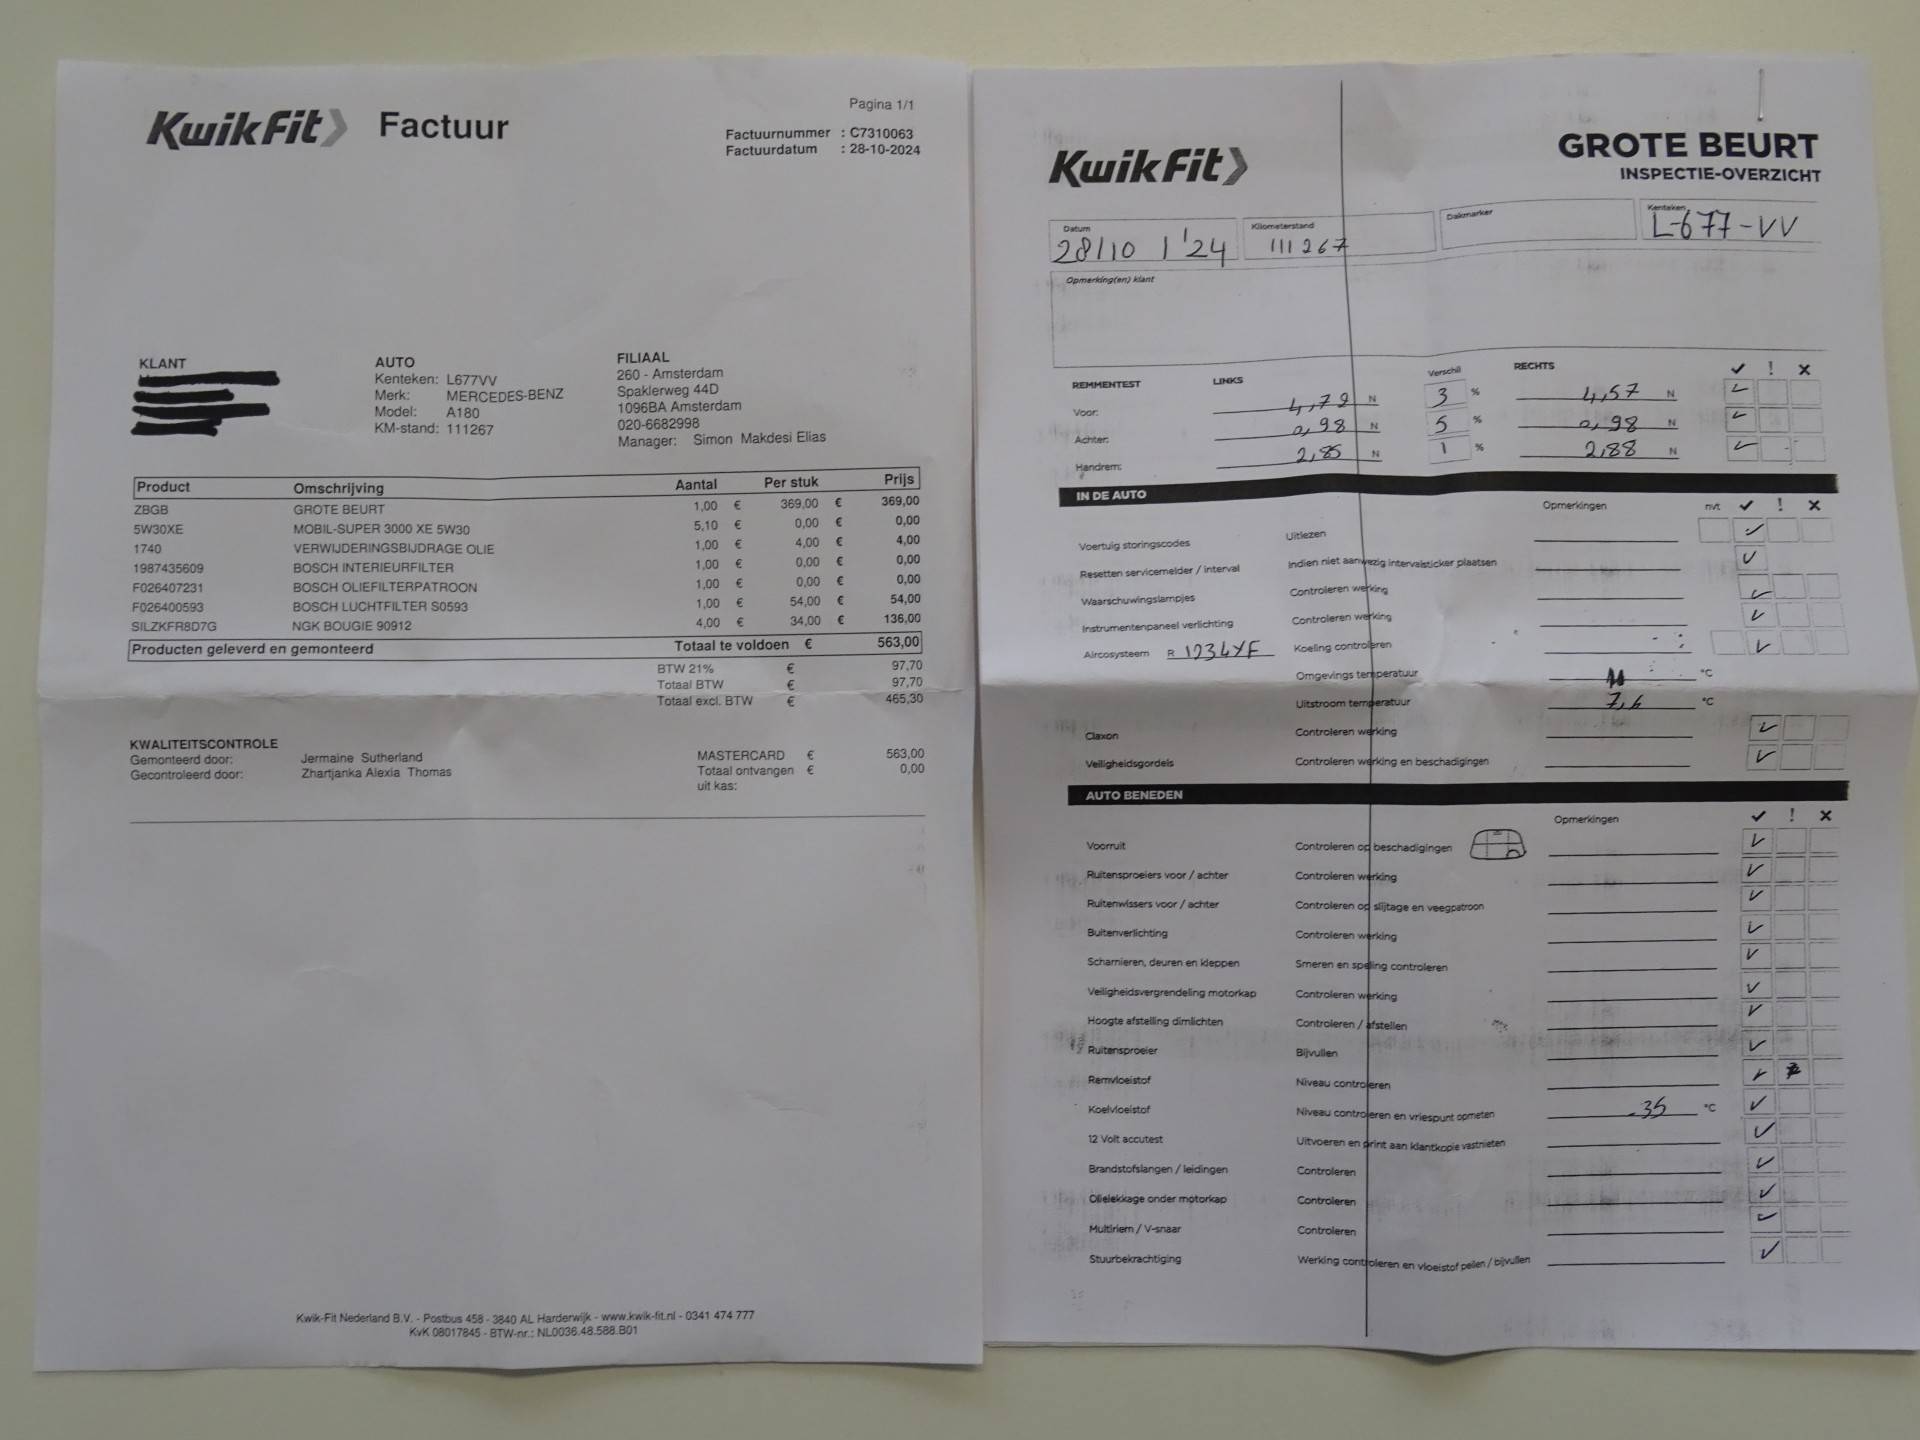 KwikFit Factuur
Pagina 1/1
Factuurnummer : C7310063
Factuurdatum : 28-10-2024
KLANT
AUTO
Kenteken: L677VV
Merk: MERCEDES-BENZ
Model: A180
KM-stand: 111267
FILIAAL
260 - Amsterdam
Spaklerweg 44D
1096BA Amsterdam
020-6682998
Manager: Simon Makdesi Elias
Product Omschrijving Aantal Per stuk Prijs
ZBGB GROTE BEURT 1,00 € 369,00 € 369,00
5W30XE MOBIL-SUPER 3000 XE 5W30 5,10 € 0,00 € 0,00
1740 VERWIJDERINGSBIJDRAGE OLIE 1,00 € 4,00 € 4,00
1987435609 BOSCH INTERIEURFILTER 1,00 € 0,00 € 0,00
F026407231 BOSCH OLIEFILTERPATROON 1,00 € 0,00 € 0,00
F026400593 BOSCH LUCHTFILTER S0593 1,00 € 54,00 € 54,00
SILZKFR8D7G NGK BOUGIE 90912 4,00 € 34,00 € 136,00
Producten geleverd en gemonteerd Totaal te voldoen € 563,00
BTW 21% € 97,70
Totaal BTW € 97,70
Totaal excl. BTW € 465,30
KWALITEITSCONTROLE
Gemonteerd door: Jermaine Sutherland
Gecontroleerd door: Zhartjanka Alexia Thomas
MASTERCARD € 563,00
Totaal ontvangen € 0,00
uit kas:
Kwik-Fit Nederland B.V. - Postbus 458 - 3840 AL Harderwijk - www.kwik-fit.nl - 0341 474 777
KvK 08017845 - BTW-nr.: NL0036.48.588.B01
KwikFit
GROTE BEURT
INSPECTIE-OVERZICHT
Datum 28/10 / '24
Kilometerstand 111267
Dakmarker
Kenteken L-677-VV
Opmerking(en) klant
REMMENTEST LINKS Verschil RECHTS ✓ ! ✕
Voor: 4,72 N 3 % 4,57 N ✓
Achter: 0,98 N 5 % 0,98 N ✓
Handrem: 2,85 N 1 % 2,88 N ✓
IN DE AUTO
Opmerkingen nvt ✓ ! ✕
Voertuig storingscodes Uitlezen ✓
Resetten servicemelder / interval Indien niet aanwezig intervalsticker plaatsen ✓
Waarschuwingslampjes Controleren werking ✓
Instrumentenpaneel verlichting Controleren werking ✓
Aircosysteem R 1234YF Koeling controleren ✓
Omgevings temperatuur °C
Uitstroom temperatuur 7,6 °C
Claxon Controleren werking ✓
Veiligheidsgordels Controleren werking en beschadigingen ✓
AUTO BENEDEN
Opmerkingen ✓ ! ✕
Voorruit Controleren op beschadigingen ✓
Ruitensproeiers voor / achter Controleren werking ✓
Ruitenwissers voor / achter Controleren op slijtage en veegpatroon ✓
Buitenverlichting Controleren werking ✓
Scharnieren, deuren en kleppen Smeren en speling controleren ✓
Veiligheidsvergrendeling motorkap Controleren werking ✓
Hoogte afstelling dimlichten Controleren / afstellen ✓
Ruitensproeier Bijvullen ✓
Remvloeistof Niveau controleren ✓
Koelvloeistof Niveau controleren en vriespunt opmeten -35 °C ✓
12 Volt accutest Uitvoeren en print aan klantkopie vastnieten ✓
Brandstofslangen / leidingen Controleren ✓
Olielekkage onder motorkap Controleren ✓
Multiriem / V-snaar Controleren ✓
Stuurbekrachtiging Werking controleren en vloeistof peilen / bijvullen ✓